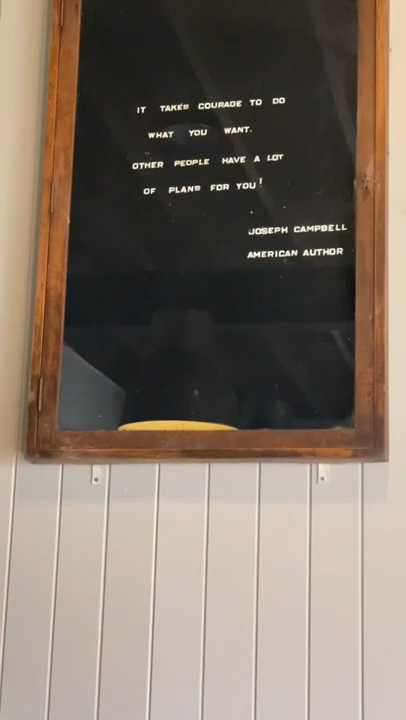 IT TAKES COURAGE TO DO
WHAT YOU WANT.
OTHER PEOPLE HAVE A LOT
OF PLANS FOR YOU!
JOSEPH CAMPBELL
AMERICAN AUTHOR